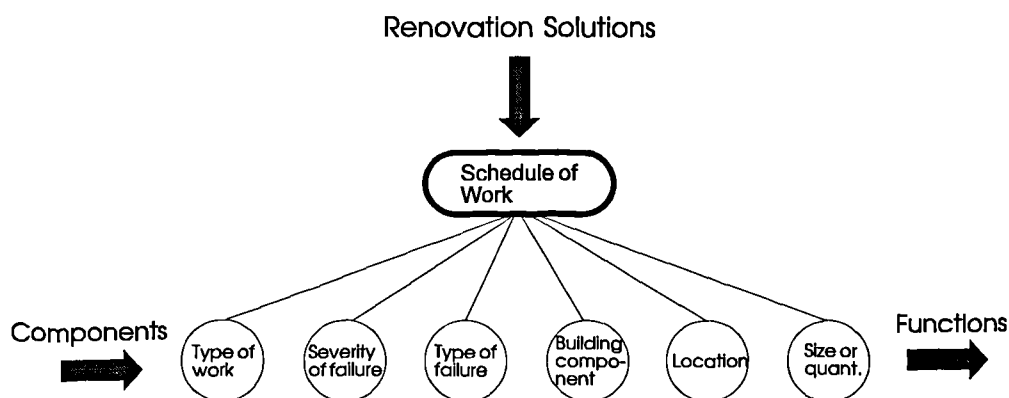 Renovation Solutions
Schedule of
Work
Components
Type of
work
Severity
of failure
Type of
failure
Building
compo-
nent
Location
Size or
quant.
Functions